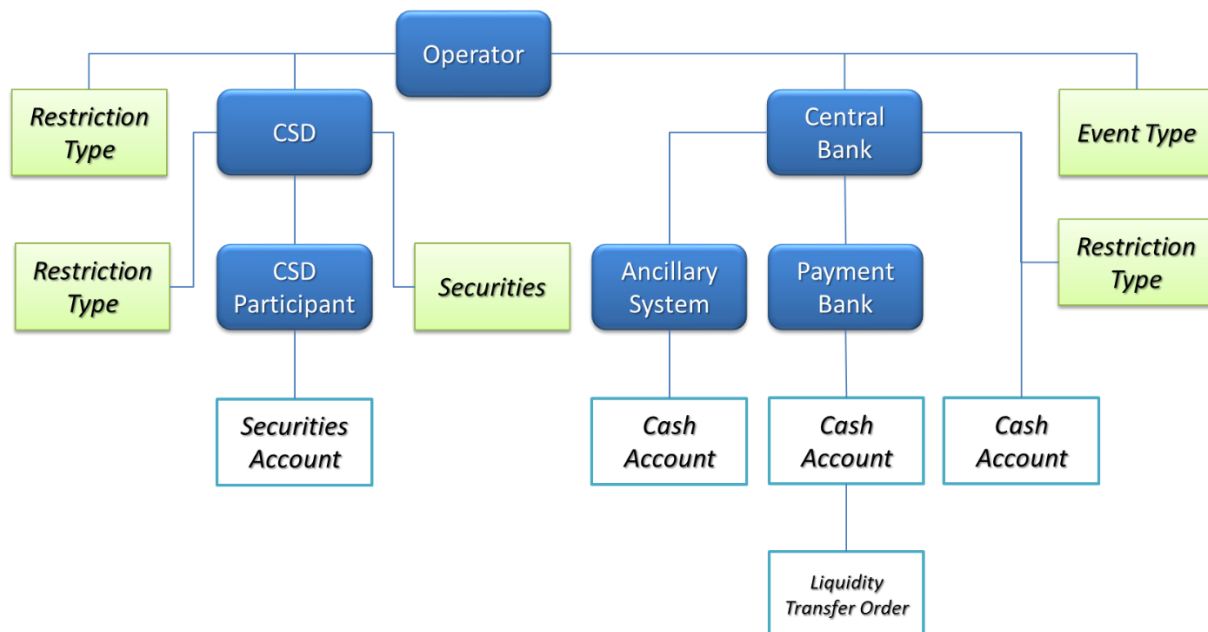 Operator
Restriction
Type
CSD
Central
Bank
Event Type
Restriction
Type
CSD
Participant
Securities
Ancillary
System
Payment
Bank
Restriction
Type
Securities
Account
Cash
Account
Cash
Account
Cash
Account
Liquidity
Transfer Order